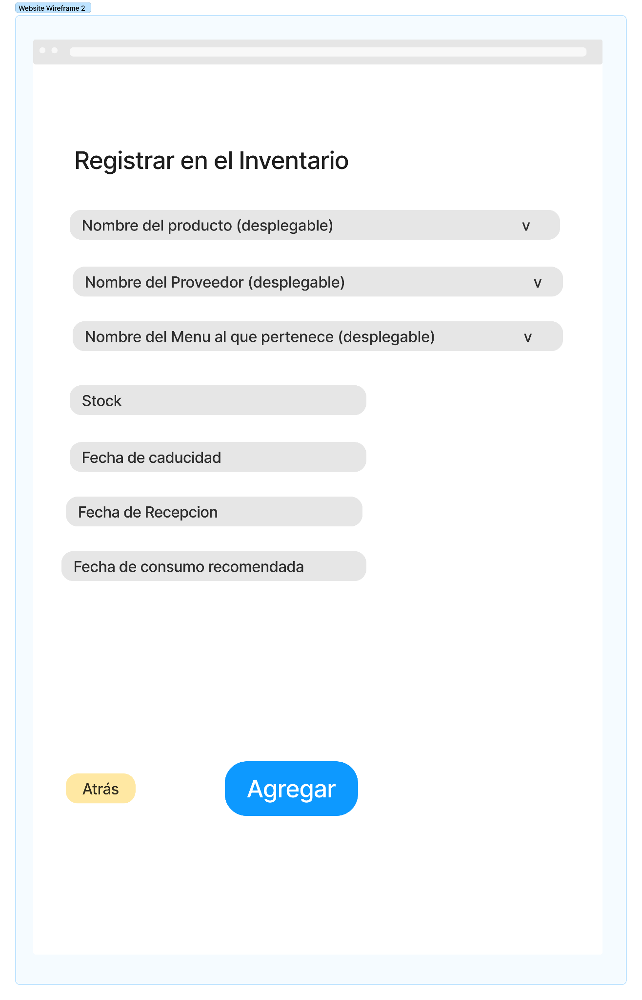 Website Wireframe 2
Registrar en el Inventario
Nombre del producto (desplegable) v
Nombre del Proveedor (desplegable) v
Nombre del Menu al que pertenece (desplegable) v
Stock
Fecha de caducidad
Fecha de Recepcion
Fecha de consumo recomendada
Atrás Agregar